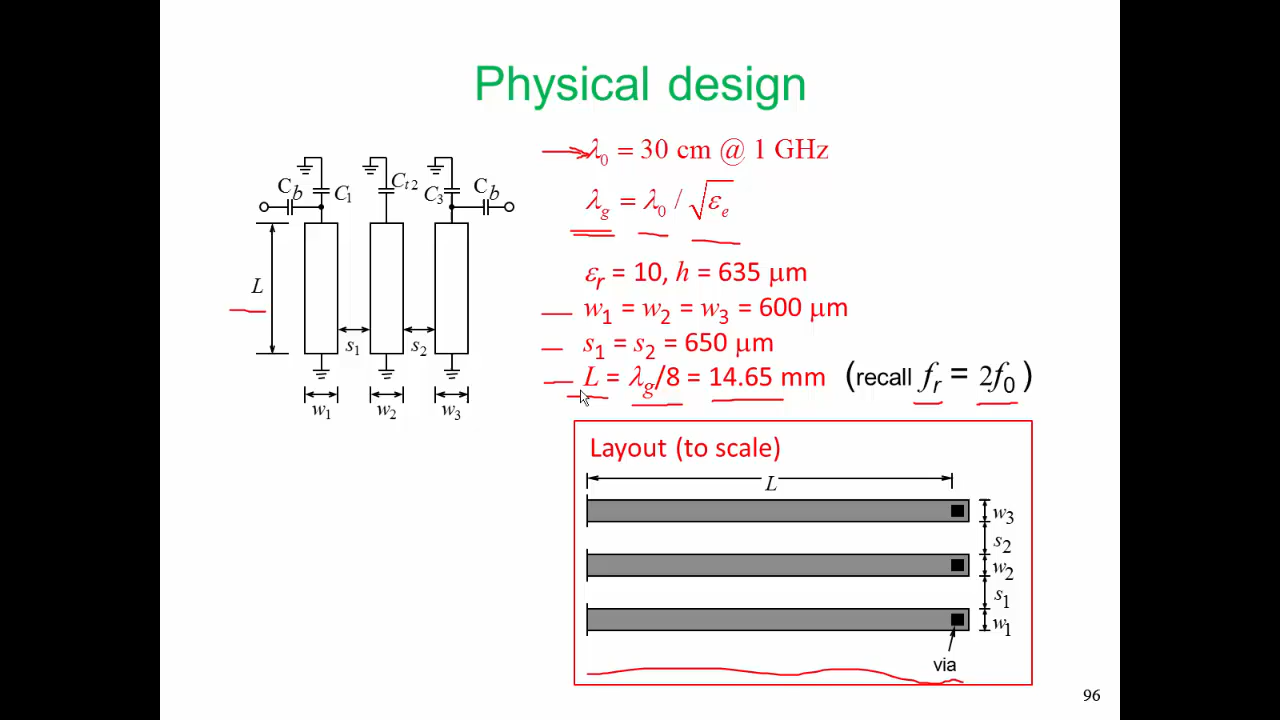 Physical design
λ0 = 30 cm @ 1 GHz
λg = λ0 / √εe
εr = 10, h = 635 μm
w1 = w2 = w3 = 600 μm
s1 = s2 = 650 μm
L = λg/8 = 14.65 mm (recall fr = 2f0 )
Cb C1 Ct2 C3 Cb
L
s1 s2
w1 w2 w3
Layout (to scale)
L
w3
s2
w2
s1
w1
via
96